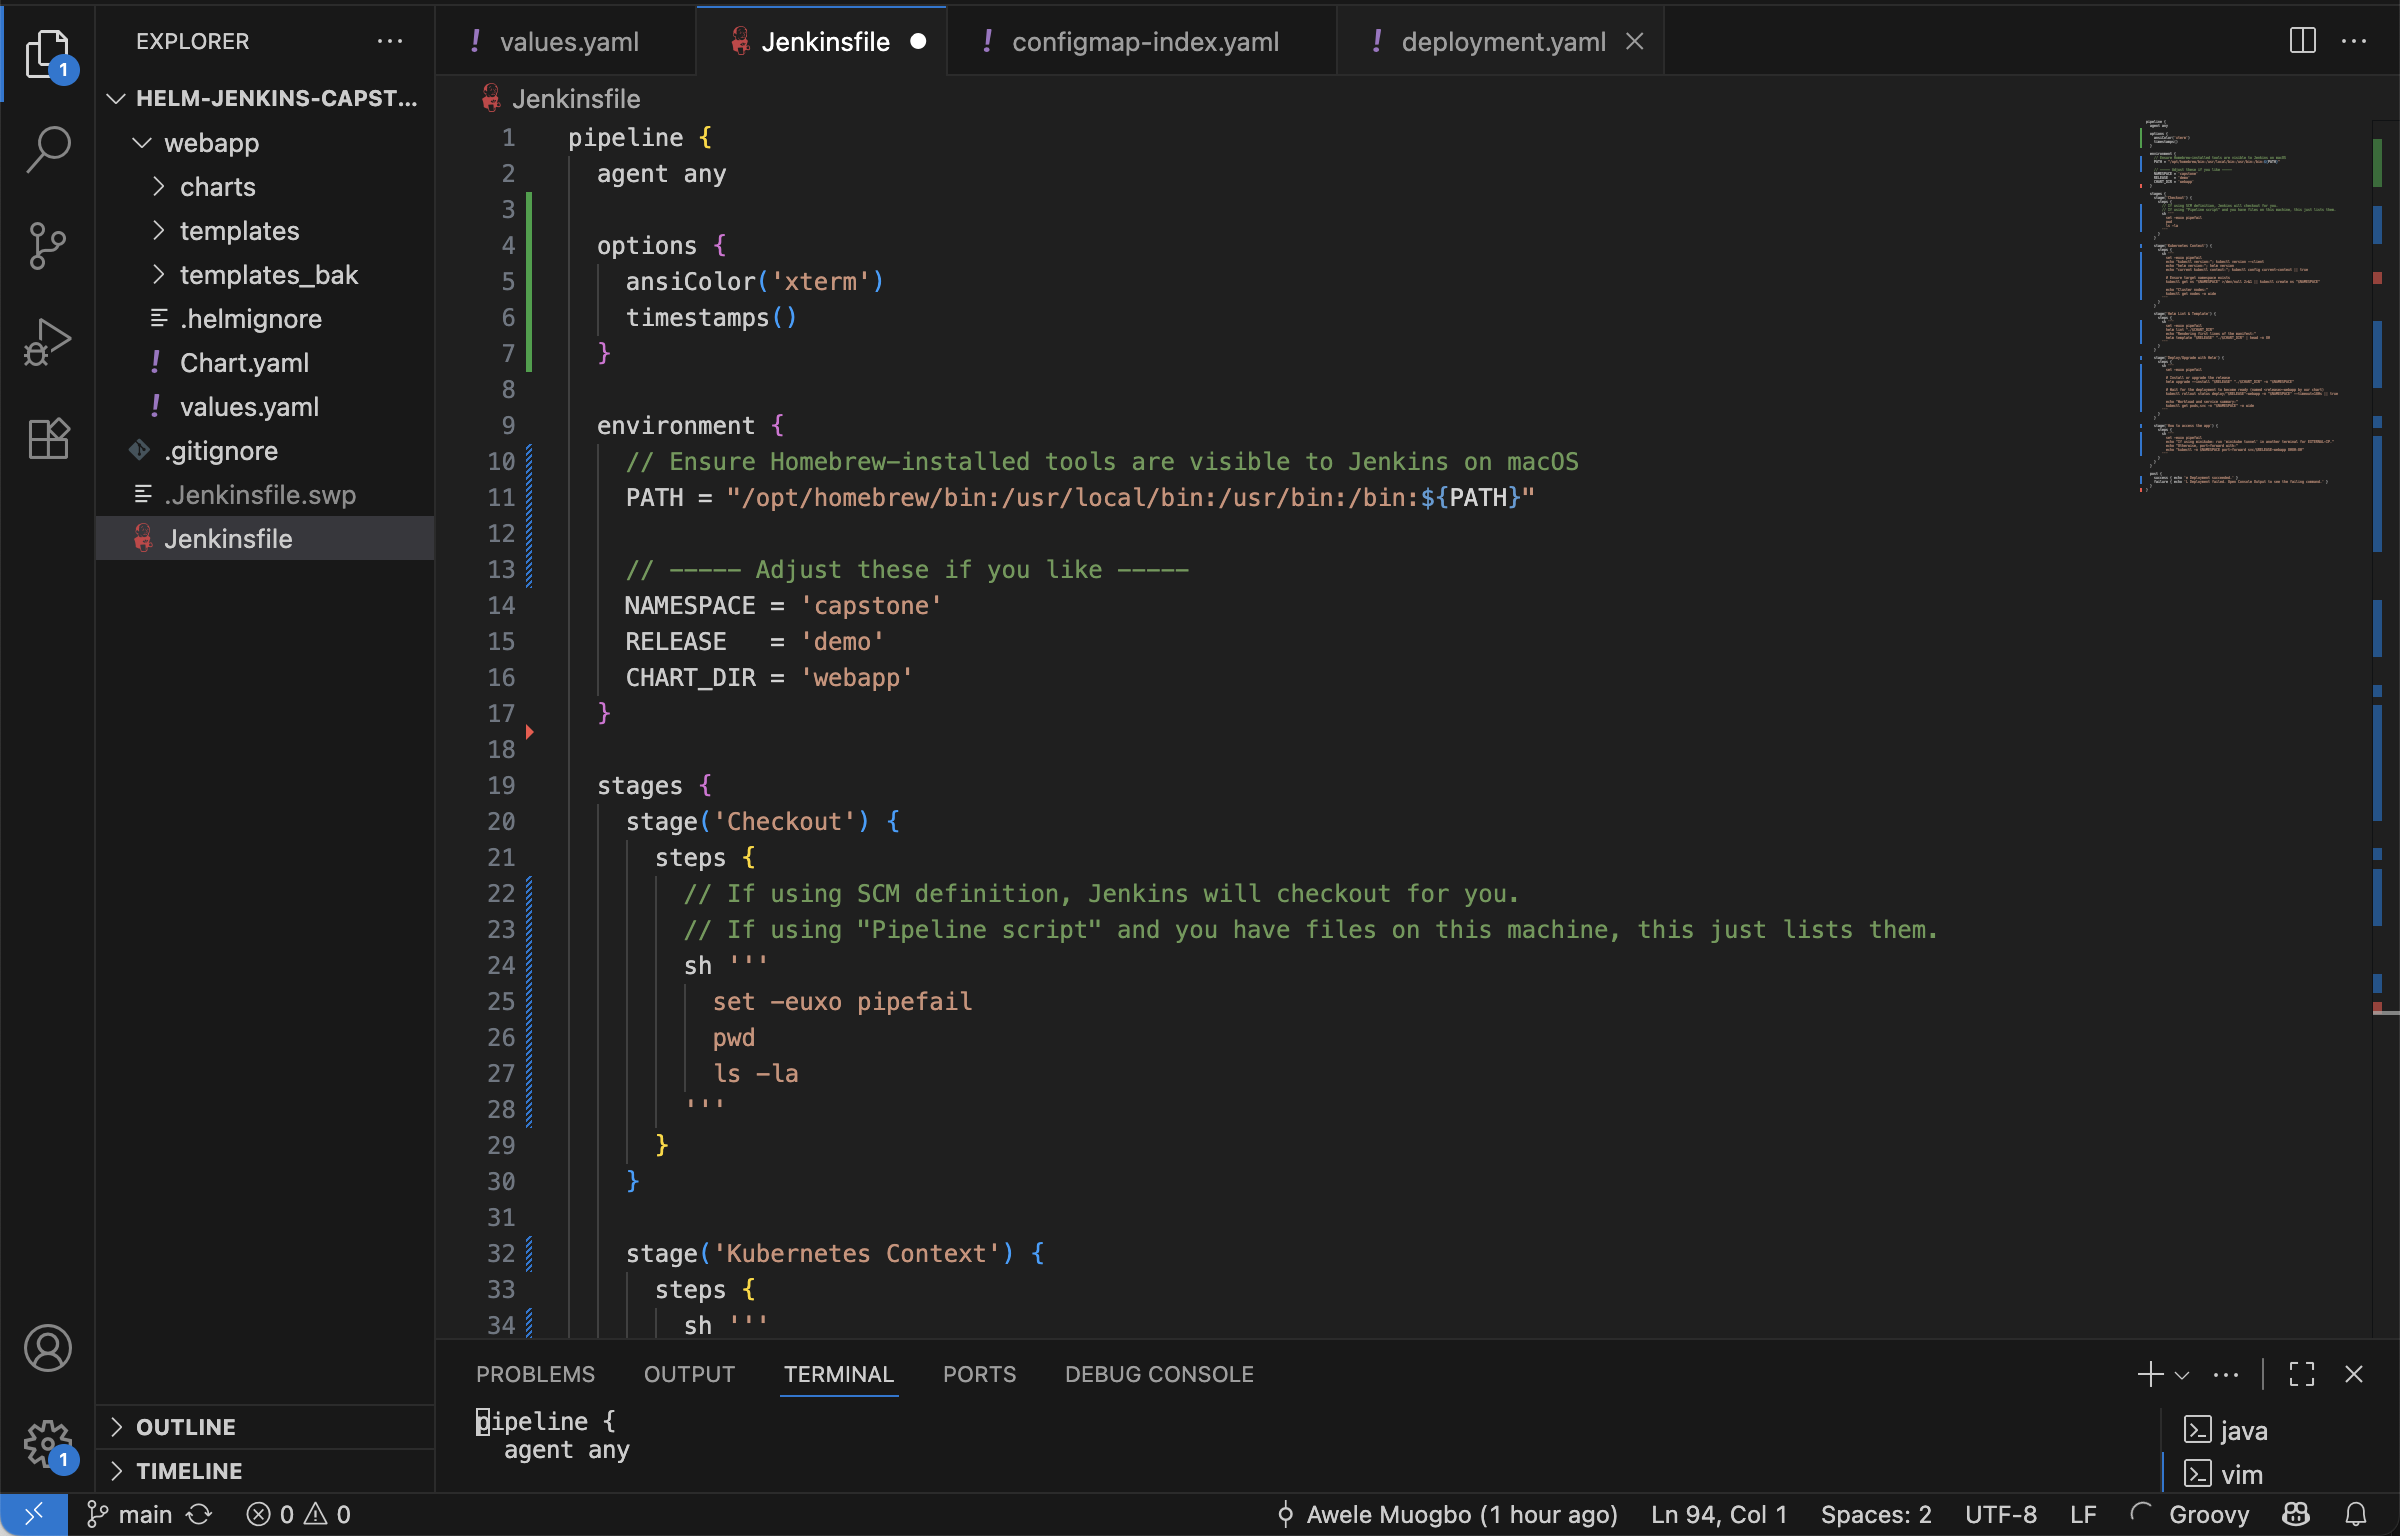 EXPLORER
values.yaml
Jenkinsfile
configmap-index.yaml
deployment.yaml
1
HELM-JENKINS-CAPST...
webapp
charts
templates
templates_bak
.helmignore
Chart.yaml
values.yaml
.gitignore
.Jenkinsfile.swp
Jenkinsfile
Jenkinsfile
1 pipeline {
2 agent any
3
4 options {
5 ansiColor('xterm')
6 timestamps()
7 }
8
9 environment {
10 // Ensure Homebrew-installed tools are visible to Jenkins on macOS
11 PATH = "/opt/homebrew/bin:/usr/local/bin:/usr/bin:/bin:${PATH}"
12
13 // ----- Adjust these if you like -----
14 NAMESPACE = 'capstone'
15 RELEASE   = 'demo'
16 CHART_DIR = 'webapp'
17 }
18
19 stages {
20 stage('Checkout') {
21 steps {
22 // If using SCM definition, Jenkins will checkout for you.
23 // If using "Pipeline script" and you have files on this machine, this just lists them.
24 sh '''
25 set -euxo pipefail
26 pwd
27 ls -la
28 '''
29 }
30 }
31
32 stage('Kubernetes Context') {
33 steps {
34 sh '''
PROBLEMS OUTPUT TERMINAL PORTS DEBUG CONSOLE
pipeline {
agent any
java
vim
OUTLINE
TIMELINE
1
main 0 0
Awele Muogbo (1 hour ago) Ln 94, Col 1 Spaces: 2 UTF-8 LF Groovy